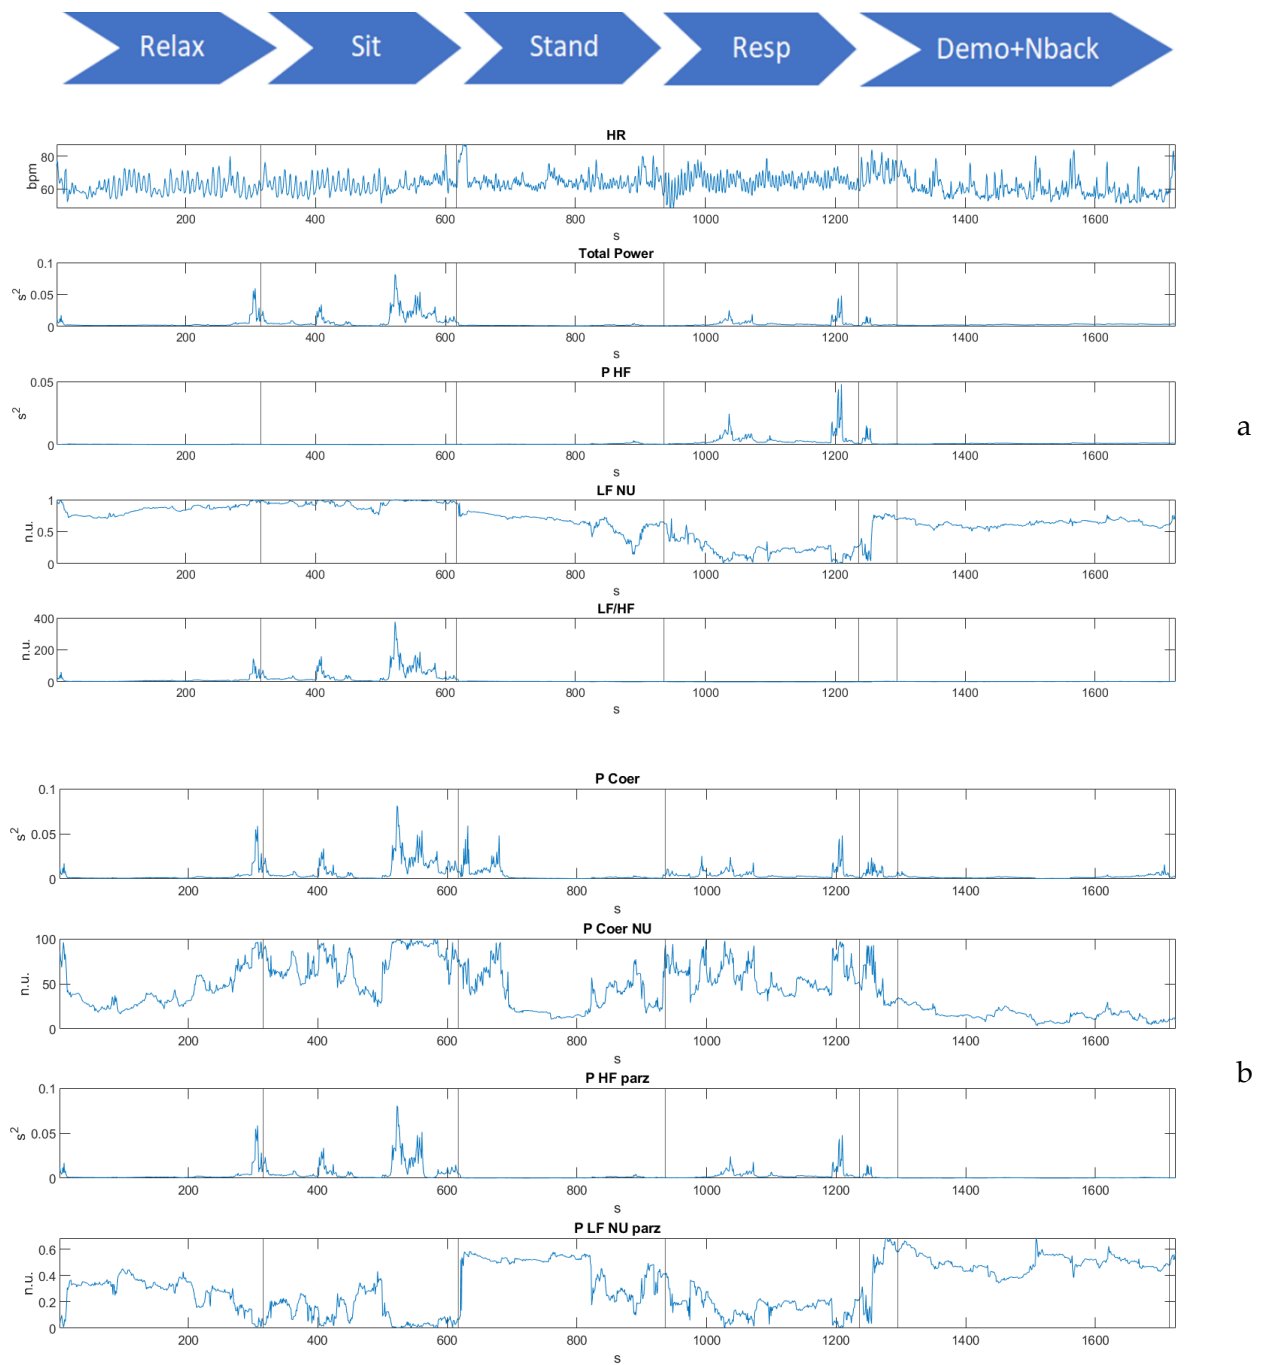 Relax Sit Stand Resp Demo+Nback
HR
bpm
80
60
200 400 600 800 1000 1200 1400 1600
s
Total Power
s²
0.1
0.05
0
200 400 600 800 1000 1200 1400 1600
s
P HF
s²
0.05
0
200 400 600 800 1000 1200 1400 1600
s
a
LF NU
n.u.
1
0.5
0
200 400 600 800 1000 1200 1400 1600
s
LF/HF
n.u.
400
200
0
200 400 600 800 1000 1200 1400 1600
s
P Coer
s²
0.1
0.05
0
200 400 600 800 1000 1200 1400 1600
s
P Coer NU
n.u.
100
50
0
200 400 600 800 1000 1200 1400 1600
s
b
P HF parz
s²
0.1
0.05
0
200 400 600 800 1000 1200 1400 1600
s
P LF NU parz
n.u.
0.6
0.4
0.2
0
200 400 600 800 1000 1200 1400 1600
s